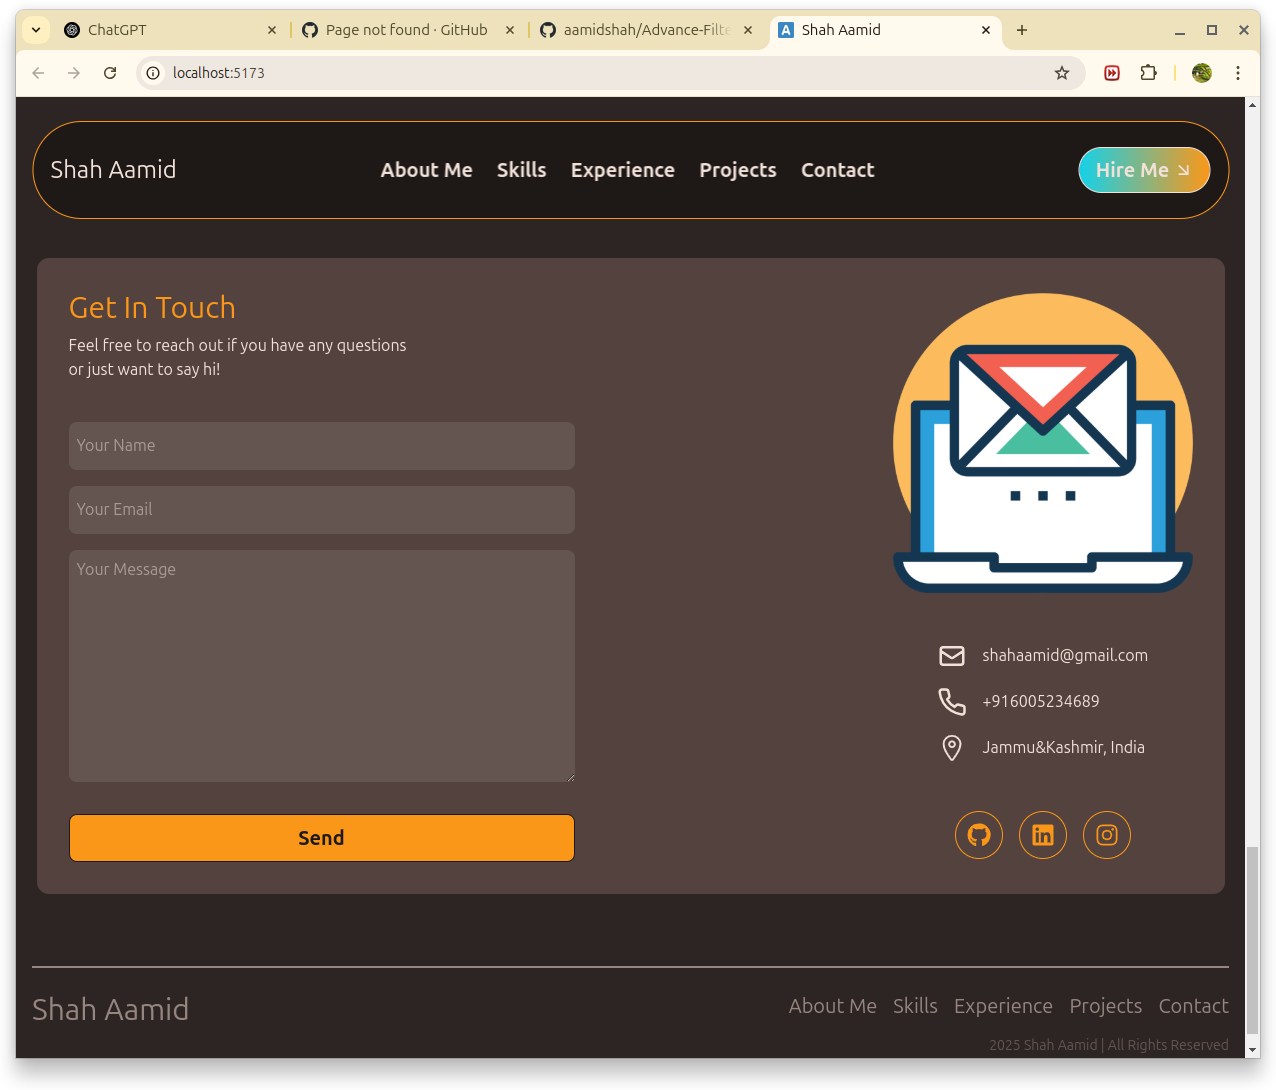 ChatGPT
Page not found · GitHub
aamidshah/Advance-Filte
A
Shah Aamid
localhost:5173
Shah Aamid
About Me
Skills
Experience
Projects
Contact
Hire Me
Get In Touch
Feel free to reach out if you have any questions
or just want to say hi!
Your Name
Your Email
Your Message
Send
shahaamid@gmail.com
+916005234689
Jammu&Kashmir, India
in
Shah Aamid
About Me
Skills
Experience
Projects
Contact
2025 Shah Aamid | All Rights Reserved